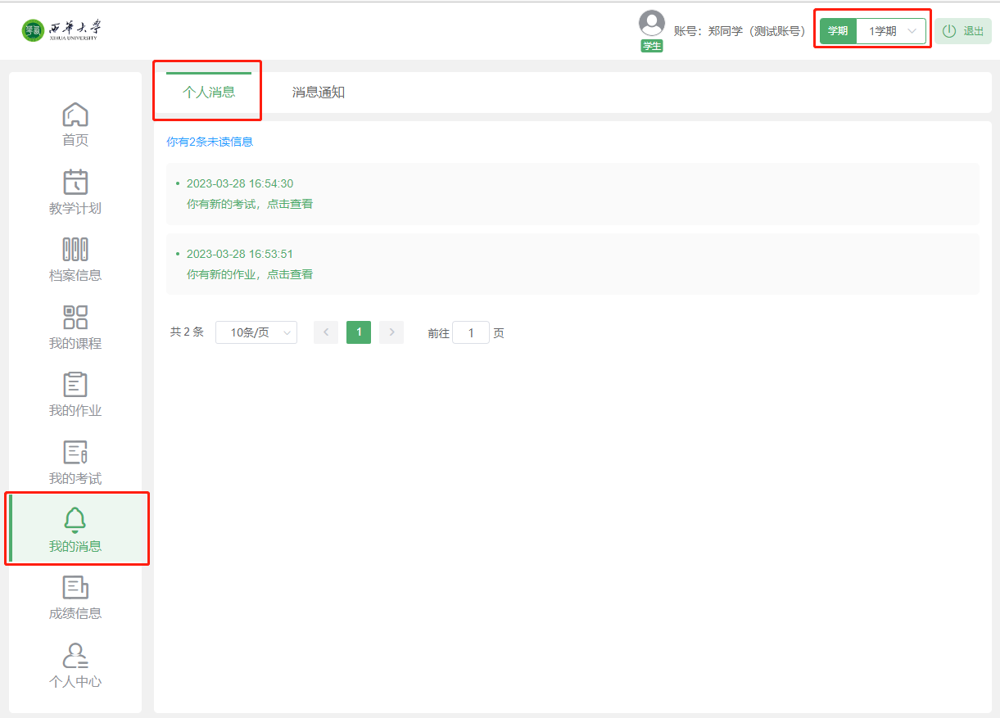 西华大学
XIHUA UNIVERSITY
学生
账号：郑同学（测试账号）
学期
1学期
退出
首页
教学计划
档案信息
我的课程
我的作业
我的考试
我的消息
成绩信息
个人中心
个人消息
消息通知
你有2条未读信息
2023-03-28 16:54:30
你有新的考试，点击查看
2023-03-28 16:53:51
你有新的作业，点击查看
共 2 条
10条/页
1
前往 1 页